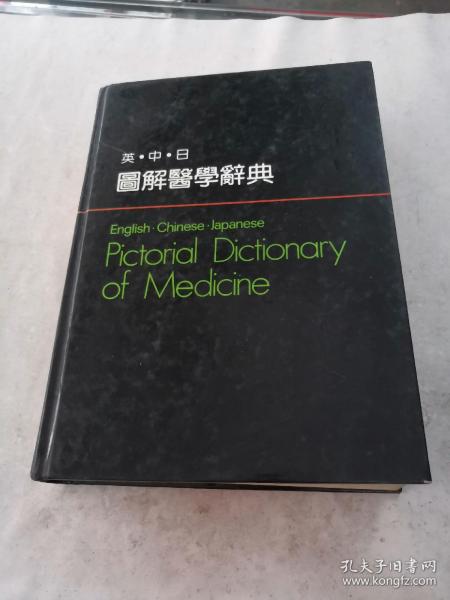 英・中・日
圖解醫學辭典
English・Chinese・Japanese
Pictorial Dictionary
of Medicine
孔夫子旧书网
www.kongfz.com